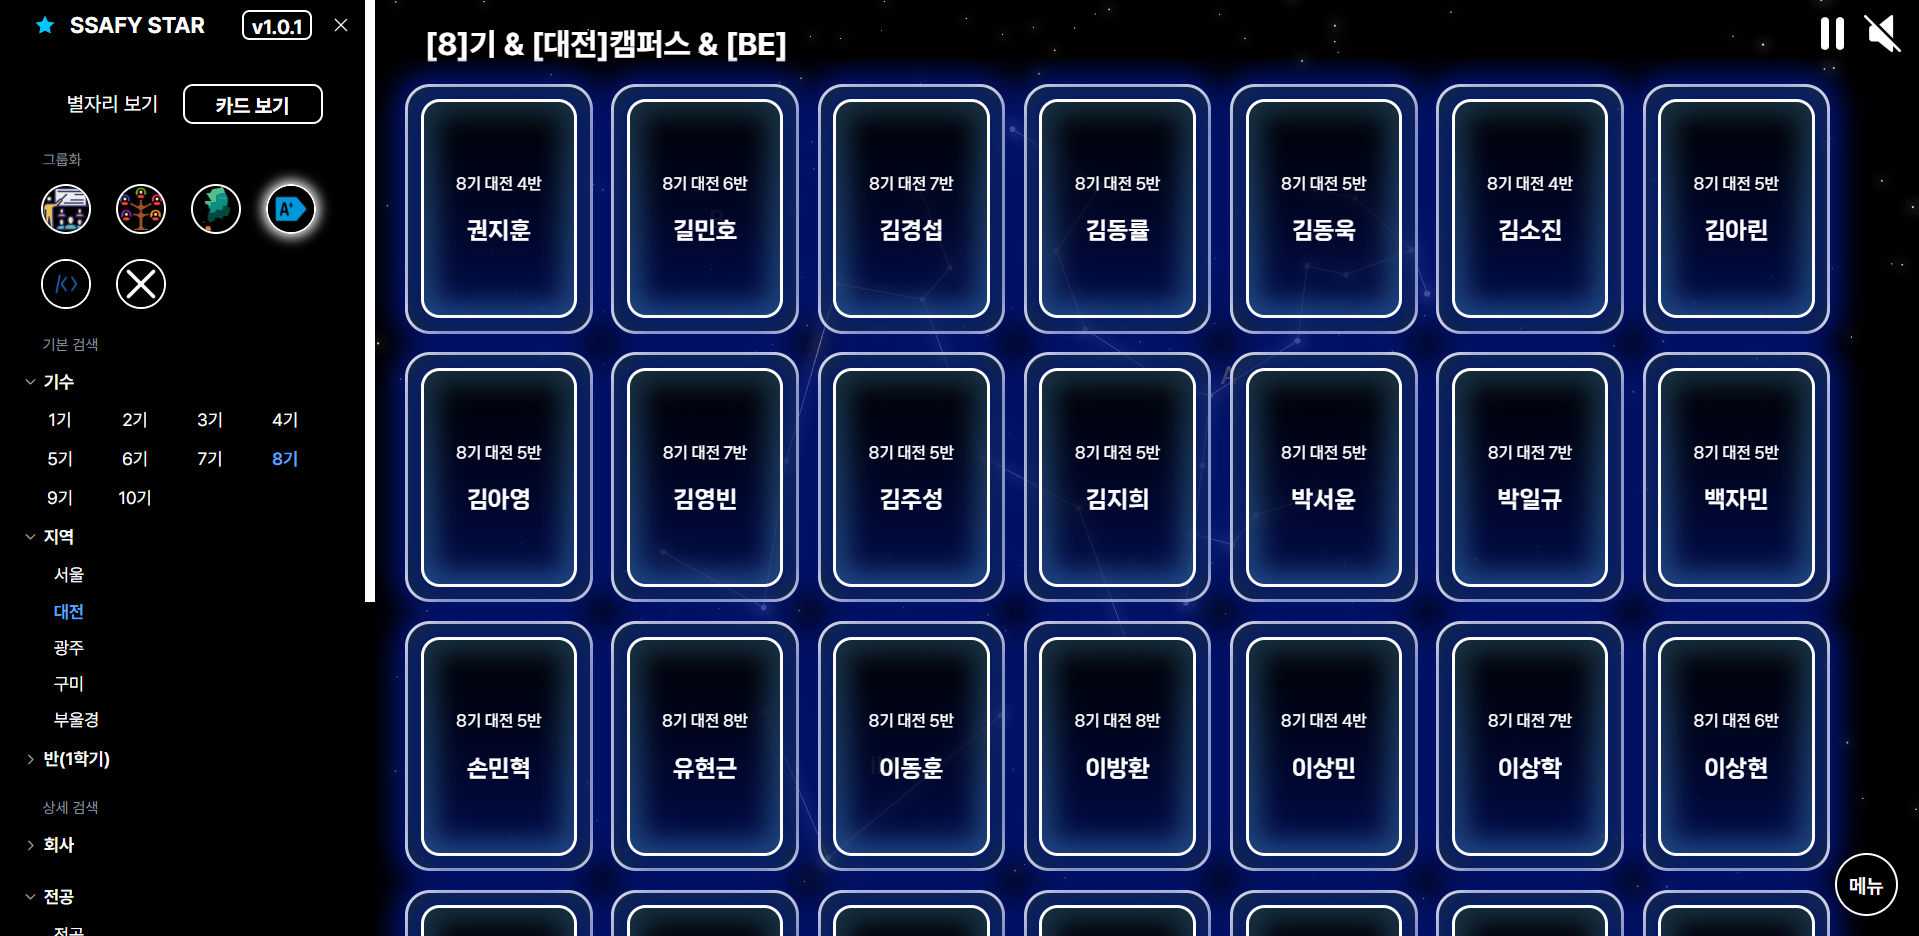 SSAFY STAR v1.0.1
별자리 보기 카드 보기
그룹화
A+
기본 검색
기수
1기 2기 3기 4기
5기 6기 7기 8기
9기 10기
지역
서울
대전
광주
구미
부울경
반(1학기)
상세 검색
회사
전공
전공
[8]기 & [대전]캠퍼스 & [BE]
8기 대전 4반
권지훈
8기 대전 6반
길민호
8기 대전 7반
김경섭
8기 대전 5반
김동률
8기 대전 5반
김동욱
8기 대전 4반
김소진
8기 대전 5반
김아린
8기 대전 5반
김아영
8기 대전 7반
김영빈
8기 대전 5반
김주성
8기 대전 5반
김지희
8기 대전 5반
박서윤
8기 대전 7반
박일규
8기 대전 5반
백자민
8기 대전 5반
손민혁
8기 대전 8반
유현근
8기 대전 5반
이동훈
8기 대전 8반
이방환
8기 대전 4반
이상민
8기 대전 7반
이상학
8기 대전 6반
이상현
메뉴